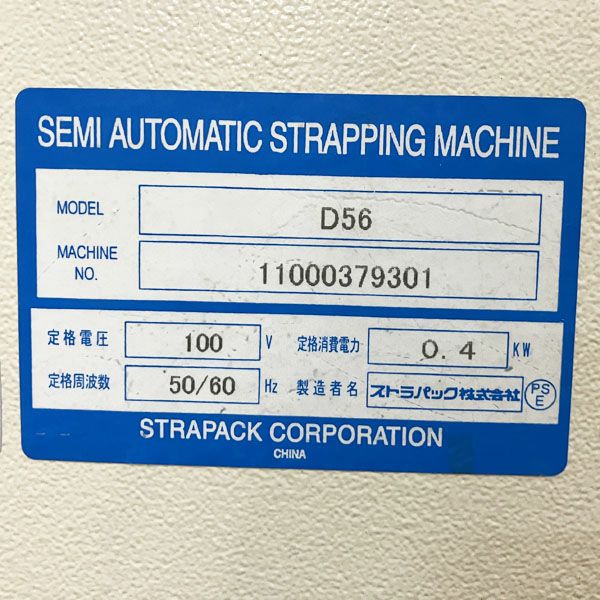 SEMI AUTOMATIC STRAPPING MACHINE
MODEL D56
MACHINE NO. 11000379301
定格電圧 100 V 定格消費電力 0.4 KW
定格周波数 50/60 Hz 製造者名 ストラパック株式会社 PSE
STRAPACK CORPORATION
CHINA